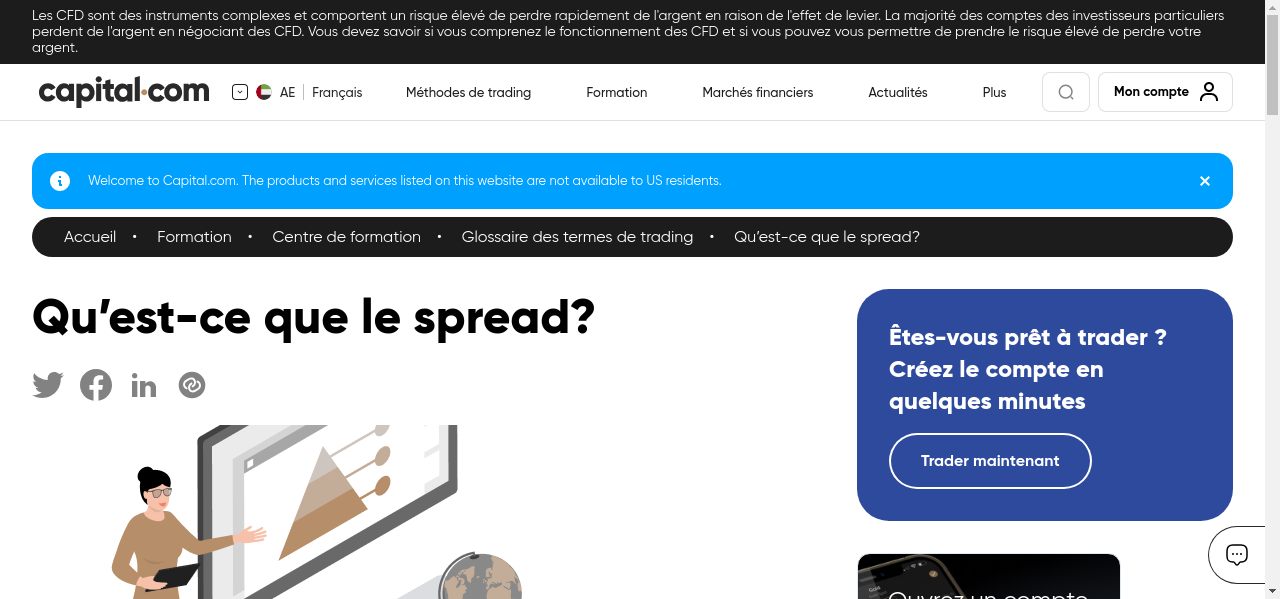 Les CFD sont des instruments complexes et comportent un risque élevé de perdre rapidement de l'argent en raison de l'effet de levier. La majorité des comptes des investisseurs particuliers
perdent de l'argent en négociant des CFD. Vous devez savoir si vous comprenez le fonctionnement des CFD et si vous pouvez vous permettre de prendre le risque élevé de perdre votre
argent.
capital.com
AE
Français
Méthodes de trading
Formation
Marchés financiers
Actualités
Plus
Mon compte
Welcome to Capital.com. The products and services listed on this website are not available to US residents.
Accueil • Formation • Centre de formation • Glossaire des termes de trading • Qu’est-ce que le spread?
Qu’est-ce que le spread?
Êtes-vous prêt à trader ?
Créez le compte en
quelques minutes
Trader maintenant
Ouvrez un compte